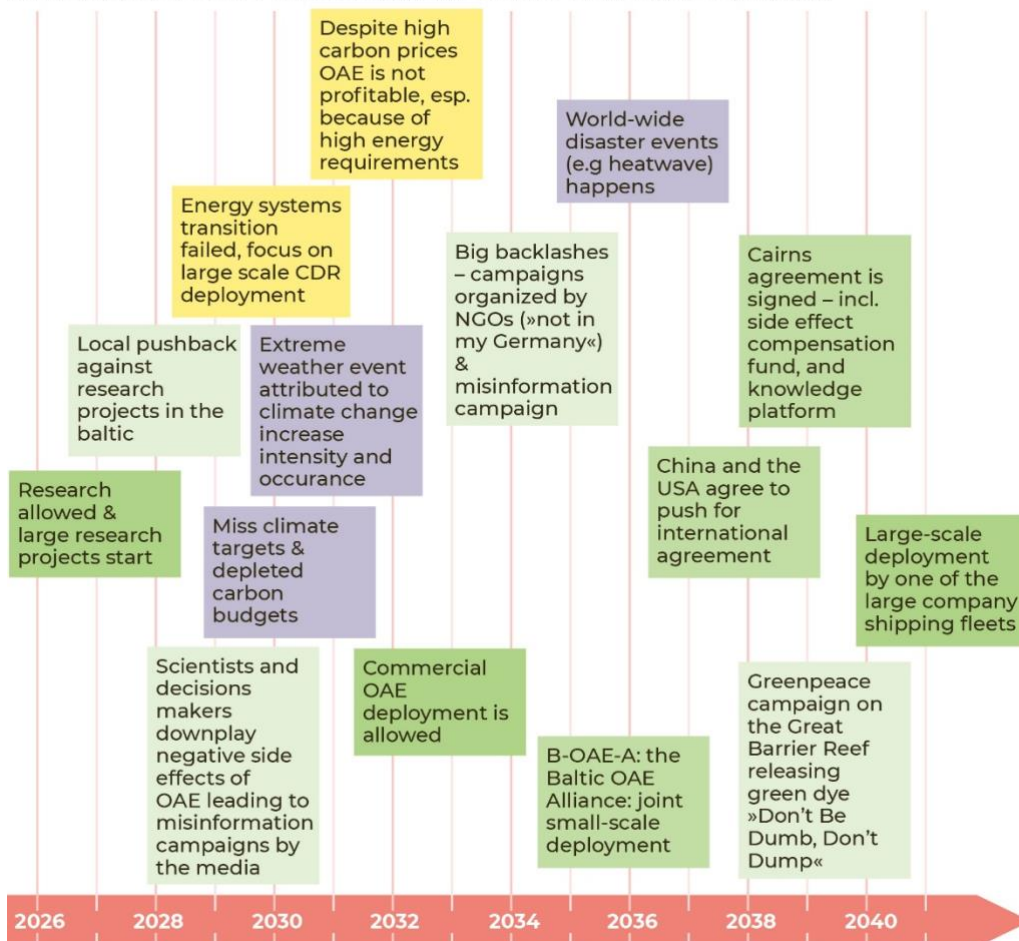 Despite high
carbon prices
OAE is not
profitable, esp.
because of
high energy
requirements
World-wide
disaster events
(e.g heatwave)
happens
Energy systems
transition
failed, focus on
large scale CDR
deployment
Big backlashes
– campaigns
organized by
NGOs (»not in
my Germany«)
&
misinformation
campaign
Cairns
agreement is
signed – incl.
side effect
compensation
fund, and
knowledge
platform
Local pushback
against
research
projects in the
baltic
Extreme
weather event
attributed to
climate change
increase
intensity and
occurance
China and the
USA agree to
push for
international
agreement
Research
allowed &
large research
projects start
Miss climate
targets &
depleted
carbon
budgets
Large-scale
deployment
by one of the
large company
shipping fleets
Scientists and
decisions
makers
downplay
negative side
effects of
OAE leading to
misinformation
campaigns by
the media
Commercial
OAE
deployment is
allowed
B-OAE-A: the
Baltic OAE
Alliance: joint
small-scale
deployment
Greenpeace
campaign on
the Great
Barrier Reef
releasing
green dye
»Don't Be
Dumb, Don't
Dump«
2026 2028 2030 2032 2034 2036 2038 2040